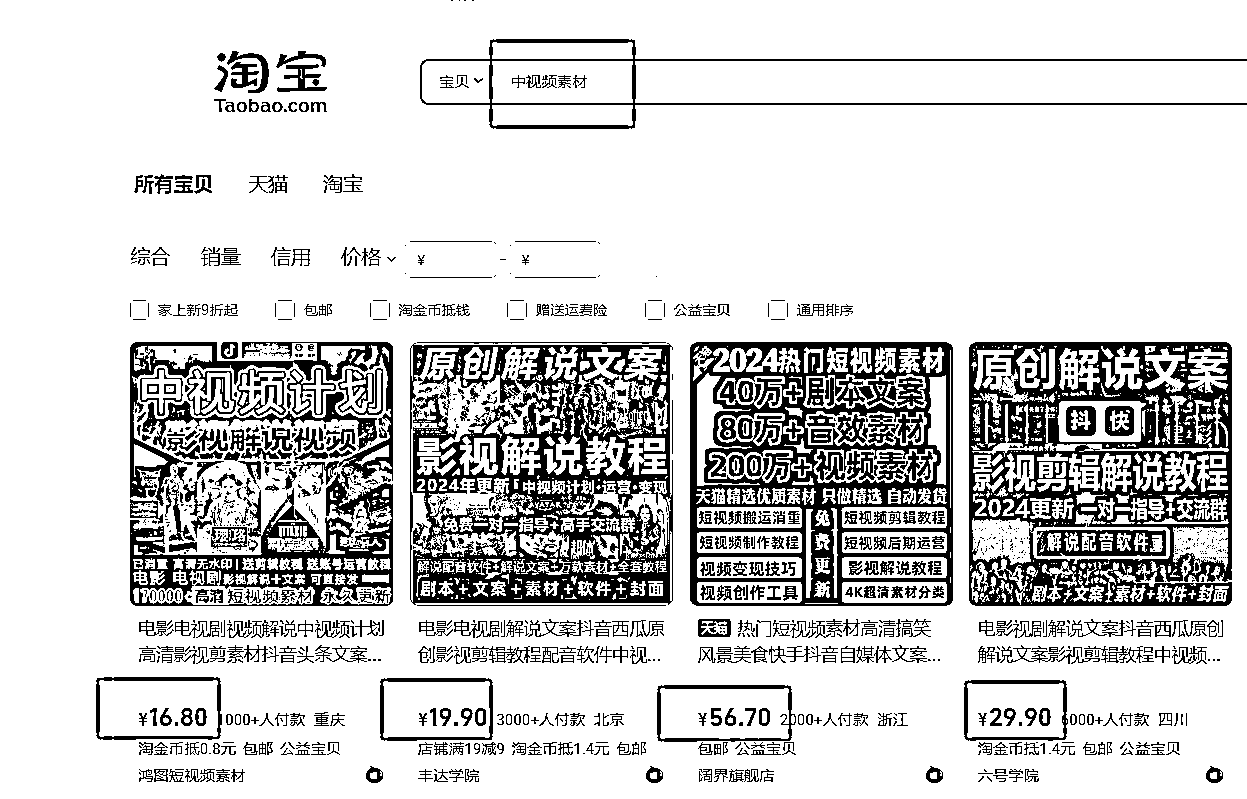 淘宝
Taobao.com
宝贝 中视频素材
所有宝贝 天猫 淘宝
综合 销量 信用 价格 ¥ - ¥
家上新9折起 包邮 淘金币抵钱 赠送运费险 公益宝贝 通用排序
中视频计划
影视解说视频
已消重 高清无水印 送剪辑教程 送账号运营教程
电影 电视剧 影视解说+文案 可直接发
170000+高清短视频素材 永久更新
电影电视剧视频解说中视频计划
高清影视剪素材抖音头条文案...
¥16.80 1000+人付款 重庆
淘金币抵0.8元 包邮 公益宝贝
鸿图短视频素材
原创解说文案
影视解说教程
2024年更新 中视频计划·运营·变现
免费一对一指导+高手交流群
解说配音软件+解说文案+万款素材+全套教程
剧本+文案+素材+软件+封面
电影电视剧解说文案抖音西瓜原
创影视剪辑教程配音软件中视...
¥19.90 3000+人付款 北京
店铺满19减9 淘金币抵1.4元 包邮
丰达学院
2024热门短视频素材
40万+剧本文案
80万+音效素材
200万+视频素材
天猫精选优质素材 只做精选 自动发货
短视频搬运消重 短视频剪辑教程
短视频制作教程 短视频后期运营
视频变现技巧 影视解说教程
视频创作工具 4K超清素材分类
免费更新
天猫 热门短视频素材高清搞笑
风景美食快手抖音自媒体文案...
¥56.70 2000+人付款 浙江
包邮 公益宝贝
阔界旗舰店
原创解说文案
抖 快
影视剪辑解说教程
2024更新 一对一指导+交流群
解说配音软件
剧本+文案+素材+软件+封面
电影电视剧解说文案抖音西瓜原创
解说文案影视剪辑教程中视频...
¥29.90 6000+人付款 四川
淘金币抵1.4元 包邮 公益宝贝
六号学院